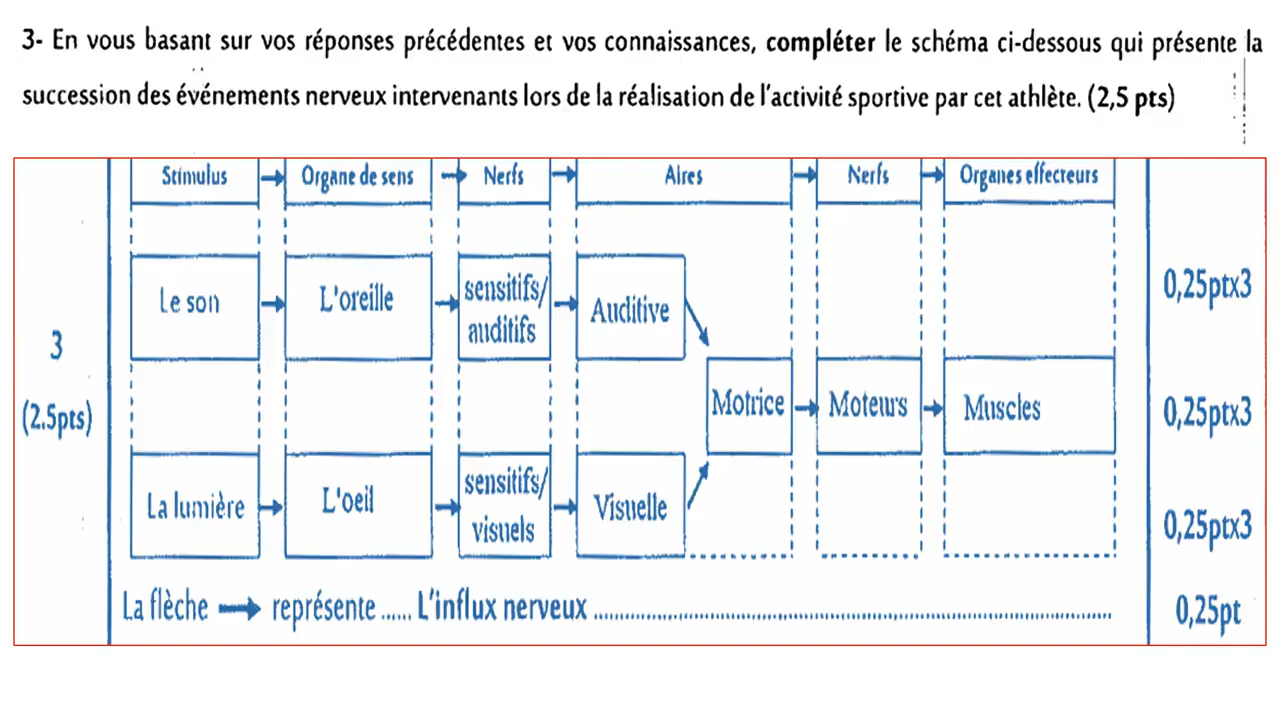 3- En vous basant sur vos réponses précédentes et vos connaissances, compléter le schéma ci-dessous qui présente la
succession des événements nerveux intervenants lors de la réalisation de l'activité sportive par cet athlète. (2,5 pts)
Stimulus → Organe de sens → Nerfs → Aires → Nerfs → Organes effecteurs
Le son → L'oreille → sensitifs/ → Auditive
auditifs
0,25ptx3
3
(2.5pts)
Motrice → Moteurs → Muscles
0,25ptx3
La lumière → L'oeil → sensitifs/ → Visuelle
visuels
0,25ptx3
La flèche → représente ...... L'influx nerveux ....................
0,25pt